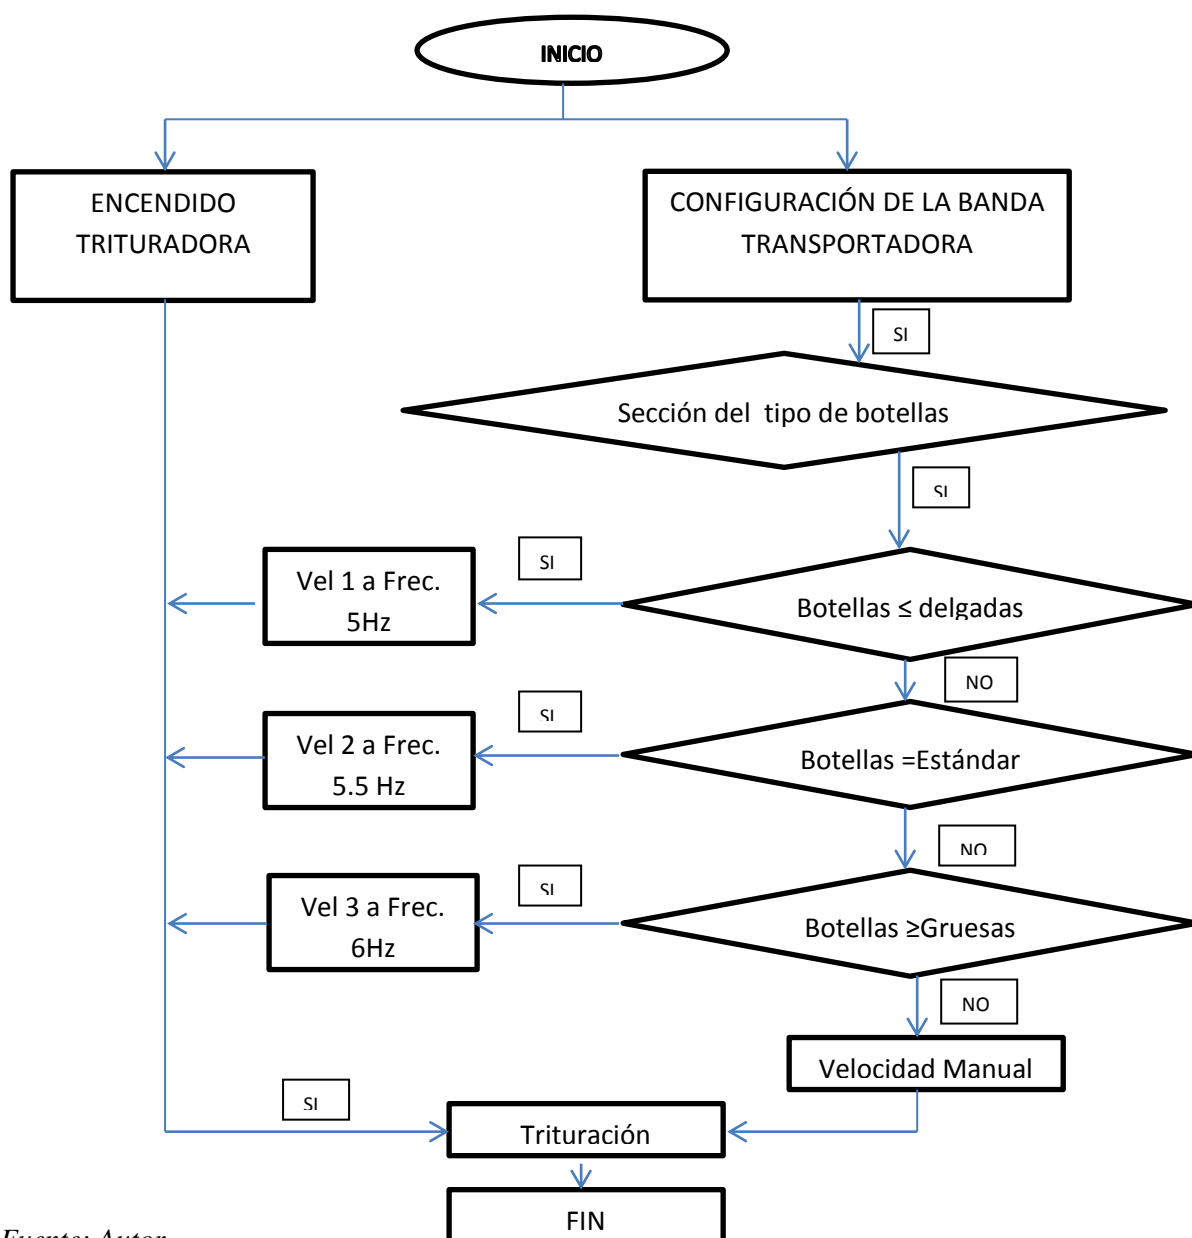 INICIO
ENCENDIDO
TRITURADORA
CONFIGURACIÓN DE LA BANDA
TRANSPORTADORA
SI
Sección del tipo de botellas
SI
Vel 1 a Frec.
5Hz
SI
Botellas ≤ delgadas
NO
Vel 2 a Frec.
5.5 Hz
SI
Botellas =Estándar
NO
Vel 3 a Frec.
6Hz
SI
Botellas ≥Gruesas
NO
Velocidad Manual
SI
Trituración
FIN
Fuente: Autor